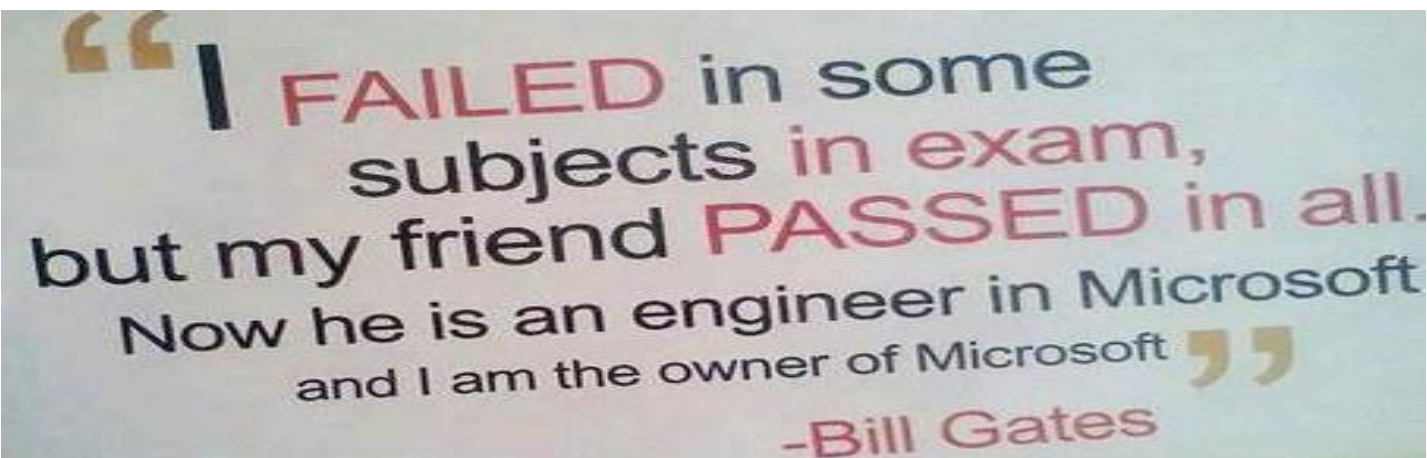 “I FAILED in some
subjects in exam,
but my friend PASSED in all.
Now he is an engineer in Microsoft
and I am the owner of Microsoft”
-Bill Gates